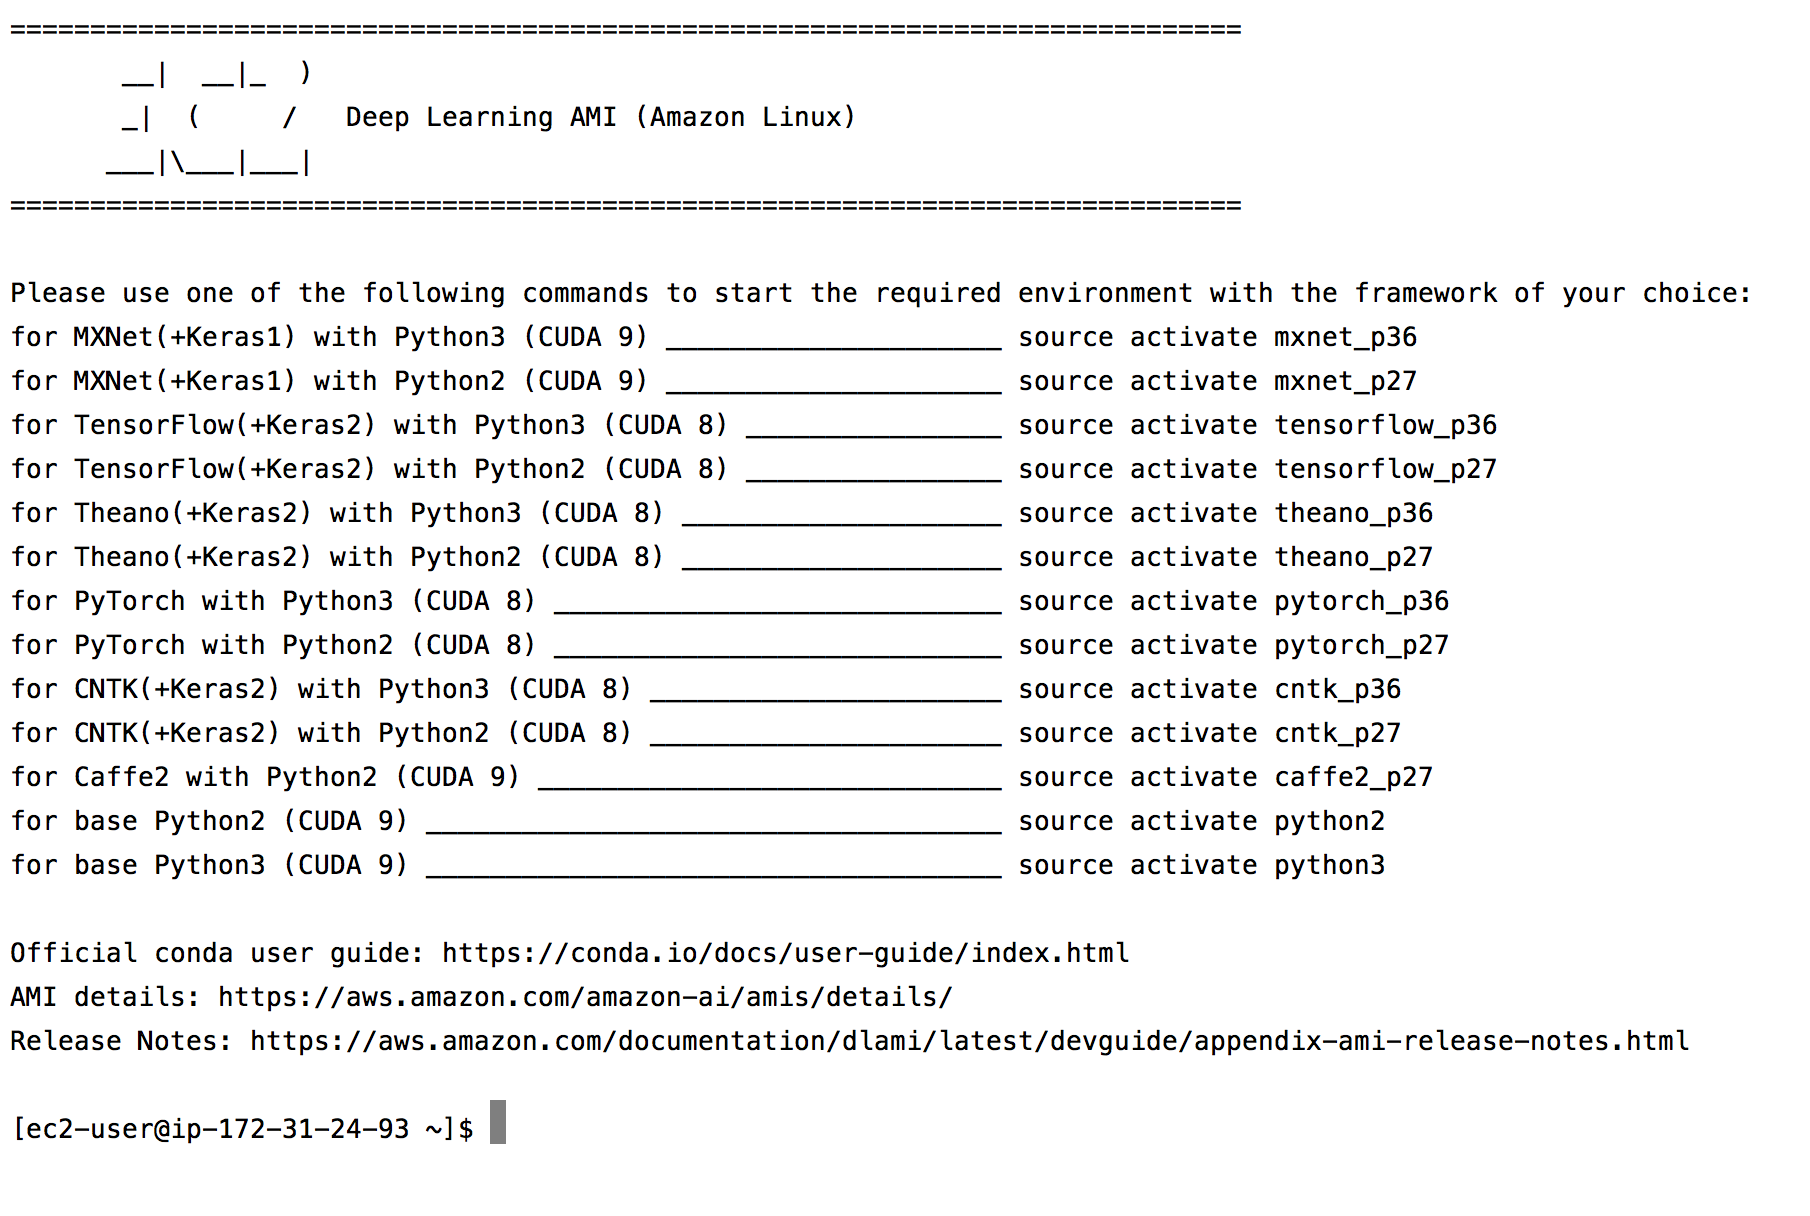 =============================================================================
       __|  __|_  )
       _|  (     /   Deep Learning AMI (Amazon Linux)
      ___|\___|___|
=============================================================================
Please use one of the following commands to start the required environment with the framework of your choice:
for MXNet(+Keras1) with Python3 (CUDA 9) _____________________ source activate mxnet_p36
for MXNet(+Keras1) with Python2 (CUDA 9) _____________________ source activate mxnet_p27
for TensorFlow(+Keras2) with Python3 (CUDA 8) ________________ source activate tensorflow_p36
for TensorFlow(+Keras2) with Python2 (CUDA 8) ________________ source activate tensorflow_p27
for Theano(+Keras2) with Python3 (CUDA 8) ____________________ source activate theano_p36
for Theano(+Keras2) with Python2 (CUDA 8) ____________________ source activate theano_p27
for PyTorch with Python3 (CUDA 8) ____________________________ source activate pytorch_p36
for PyTorch with Python2 (CUDA 8) ____________________________ source activate pytorch_p27
for CNTK(+Keras2) with Python3 (CUDA 8) ______________________ source activate cntk_p36
for CNTK(+Keras2) with Python2 (CUDA 8) ______________________ source activate cntk_p27
for Caffe2 with Python2 (CUDA 9) _____________________________ source activate caffe2_p27
for base Python2 (CUDA 9) ____________________________________ source activate python2
for base Python3 (CUDA 9) ____________________________________ source activate python3
Official conda user guide: https://conda.io/docs/user-guide/index.html
AMI details: https://aws.amazon.com/amazon-ai/amis/details/
Release Notes: https://aws.amazon.com/documentation/dlami/latest/devguide/appendix-ami-release-notes.html
[ec2-user@ip-172-31-24-93 ~]$